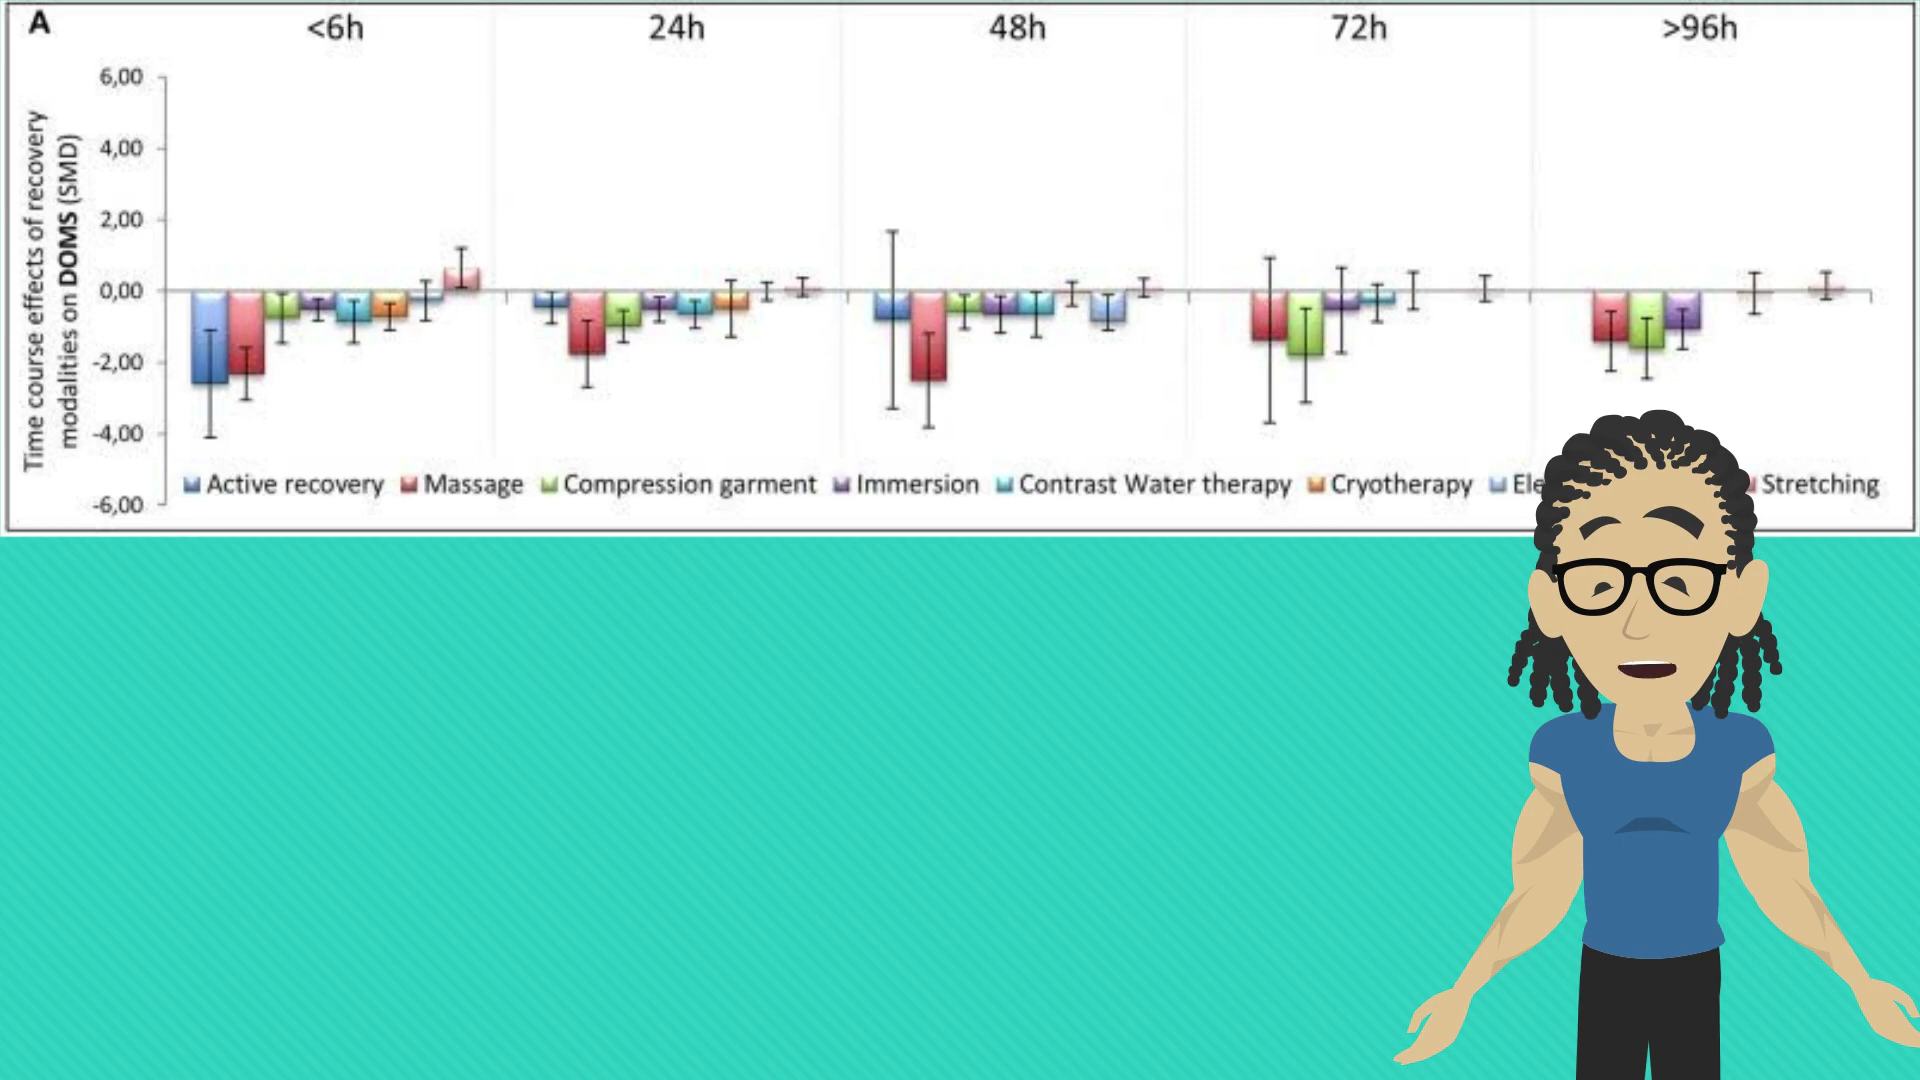 A
<6h 24h 48h 72h >96h
Time course effects of recovery
modalities on DOMS (SMD)
6,00
4,00
2,00
0,00
-2,00
-4,00
-6,00
Active recovery Massage Compression garment Immersion Contrast Water therapy Cryotherapy Stretching